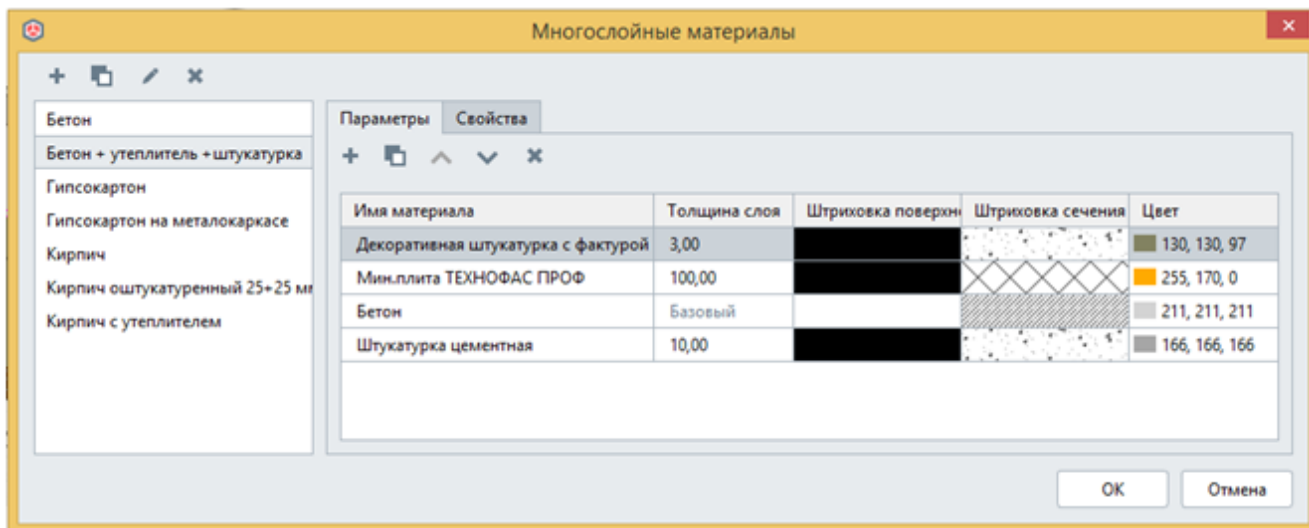 Многослойные материалы
Бетон
Бетон + утеплитель +штукатурка
Гипсокартон
Гипсокартон на металокаркасе
Кирпич
Кирпич оштукатуренный 25+25 мм
Кирпич с утеплителем
Параметры Свойства
Имя материала Толщина слоя Штриховка поверхн Штриховка сечения Цвет
Декоративная штукатурка с фактурой 3,00 130, 130, 97
Мин.плита ТЕХНОФАС ПРОФ 100,00 255, 170, 0
Бетон Базовый 211, 211, 211
Штукатурка цементная 10,00 166, 166, 166
ОК Отмена